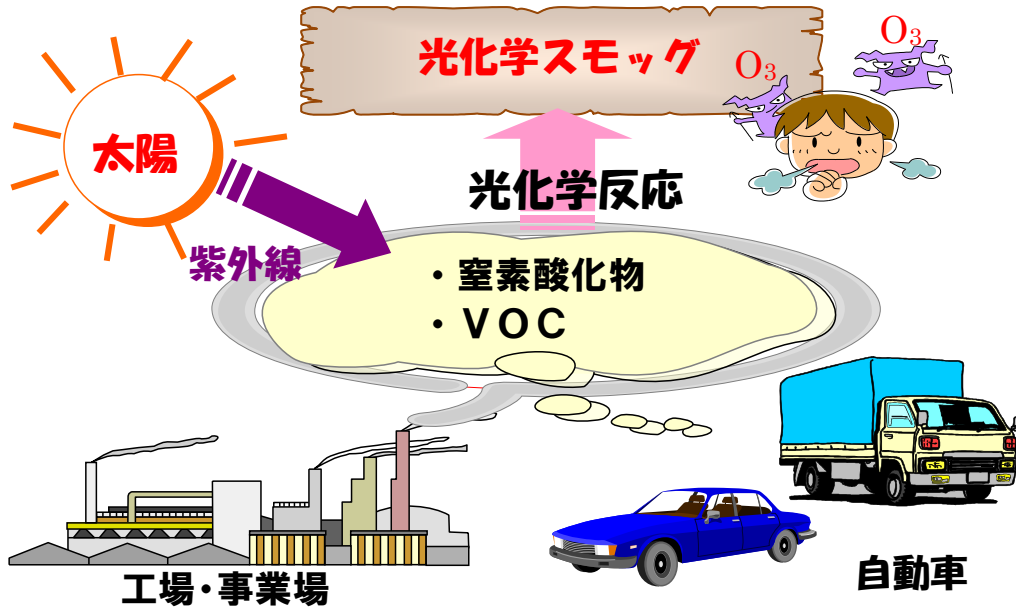 光化学スモッグ
O₃
O₃
太陽
紫外線
光化学反応
・窒素酸化物
・ＶＯＣ
工場・事業場
自動車